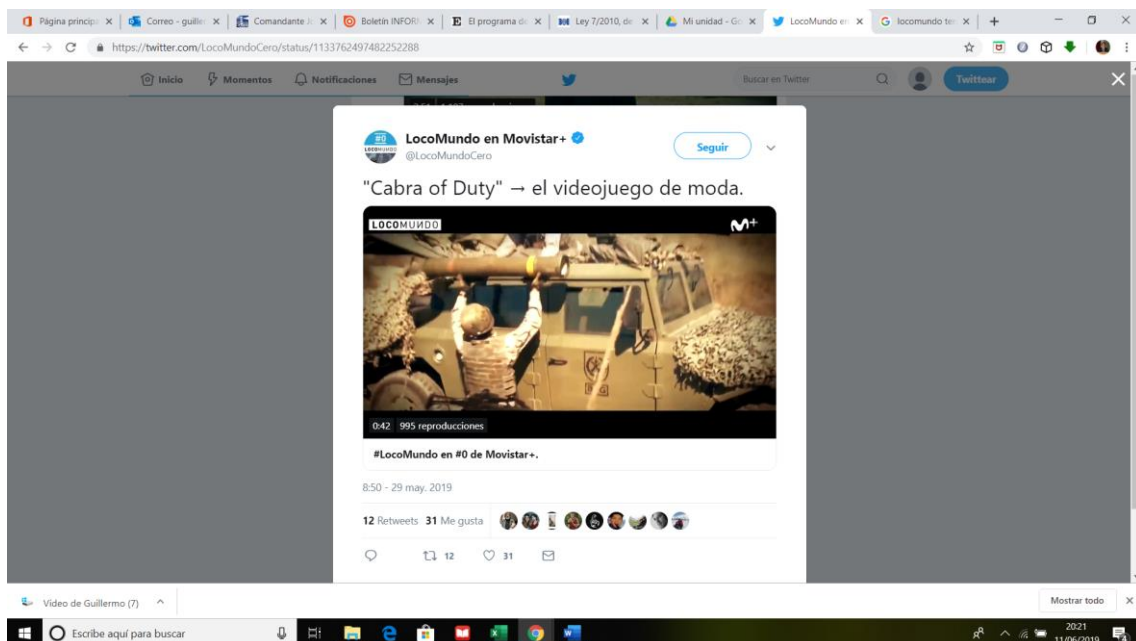 Página princip
Correo - guille
Comandante Ji
Boletín INFORM
El programa de
Ley 7/2010, de
Mi unidad - Go
LocoMundo en
locomundo ter
https://twitter.com/LocoMundoCero/status/1133762497482252288
Inicio
Momentos
Notificaciones
Mensajes
Buscar en Twitter
Twittear
#0
LocoMundo en Movistar+
@LocoMundoCero
Seguir
"Cabra of Duty" → el videojuego de moda.
LOCOMUNDO
M+
0:42 995 reproducciones
#LocoMundo en #0 de Movistar+.
8:50 - 29 may. 2019
12 Retweets 31 Me gusta
12 31
Video de Guillermo (7)
Mostrar todo
Escribe aquí para buscar
20:21
11/06/2019